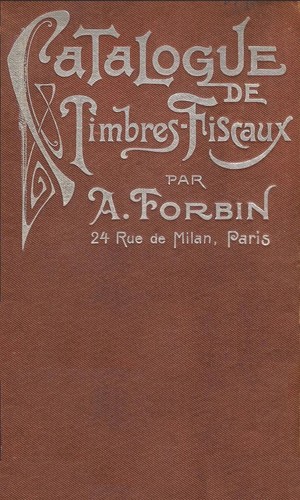 Catalogue
de
Timbres-Fiscaux
PAR
A. Forbin
24 Rue de Milan, Paris